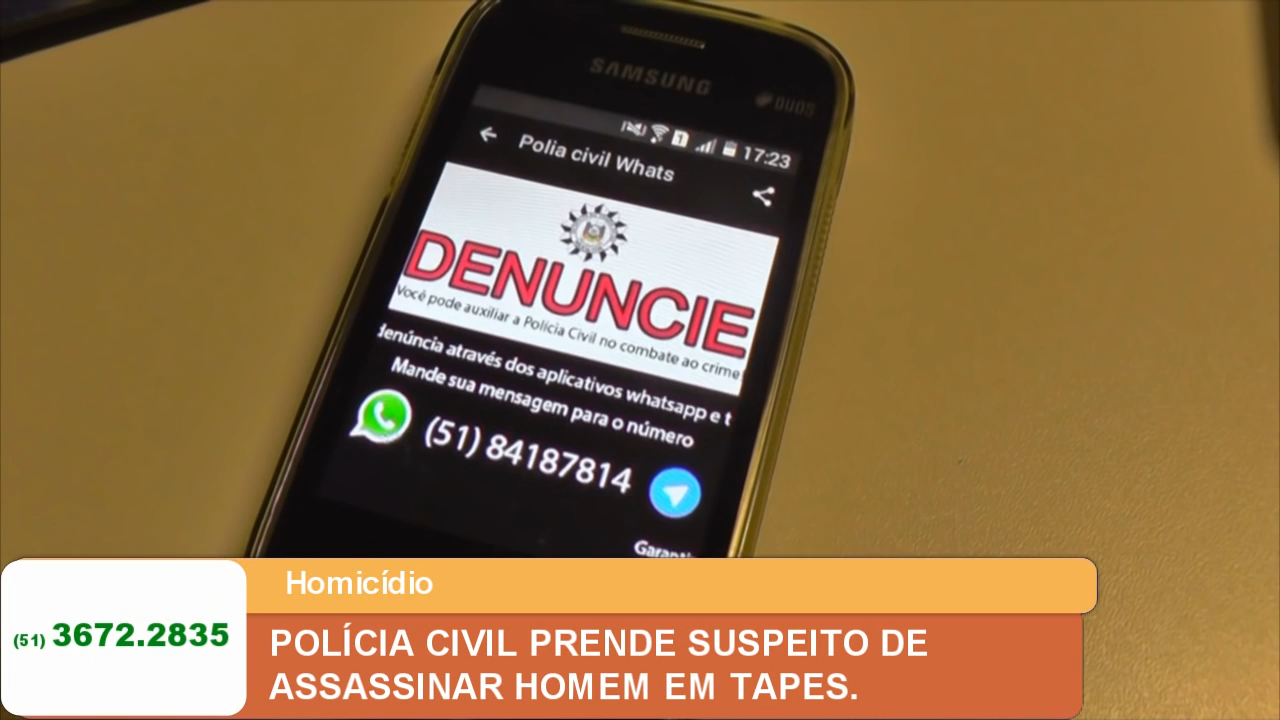 SAMSUNG
DUOS
1 17:23
Polia civil Whats
DENUNCIE
Você pode auxiliar a Polícia Civil no combate ao crime
denúncia através dos aplicativos whatsapp e t
Mande sua mensagem para o número
(51) 84187814
Homicídio
(51) 3672.2835
POLÍCIA CIVIL PRENDE SUSPEITO DE
ASSASSINAR HOMEM EM TAPES.